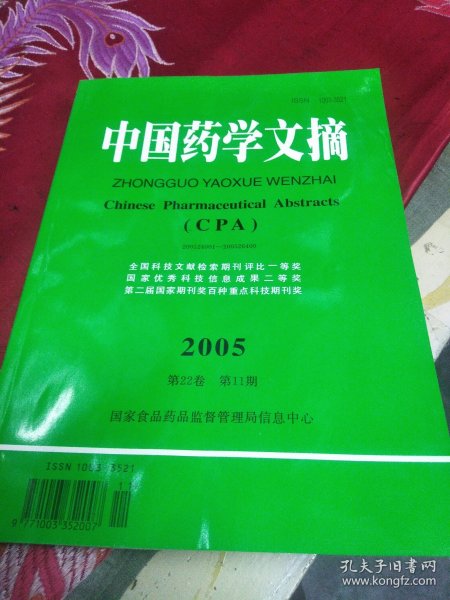 ISSN 1003-3521
中国药学文摘
ZHONGGUO YAOXUE WENZHAI
Chinese Pharmaceutical Abstracts
(CPA)
全国科技文献检索期刊评比一等奖
国家优秀科技信息成果二等奖
第二届国家期刊奖百种重点科技期刊奖
2005
第22卷 第11期
国家食品药品监督管理局信息中心
ISSN 1003-3521
11
9 771003 352007
孔夫子旧书网
www.kongfz.com